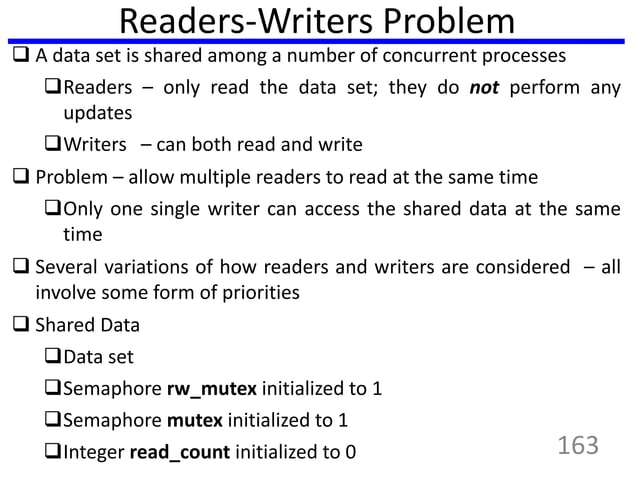 Readers-Writers Problem
❑ A data set is shared among a number of concurrent processes
❑Readers – only read the data set; they do not perform any
updates
❑Writers – can both read and write
❑ Problem – allow multiple readers to read at the same time
❑Only one single writer can access the shared data at the same
time
❑ Several variations of how readers and writers are considered – all
involve some form of priorities
❑ Shared Data
❑Data set
❑Semaphore rw_mutex initialized to 1
❑Semaphore mutex initialized to 1
❑Integer read_count initialized to 0
163